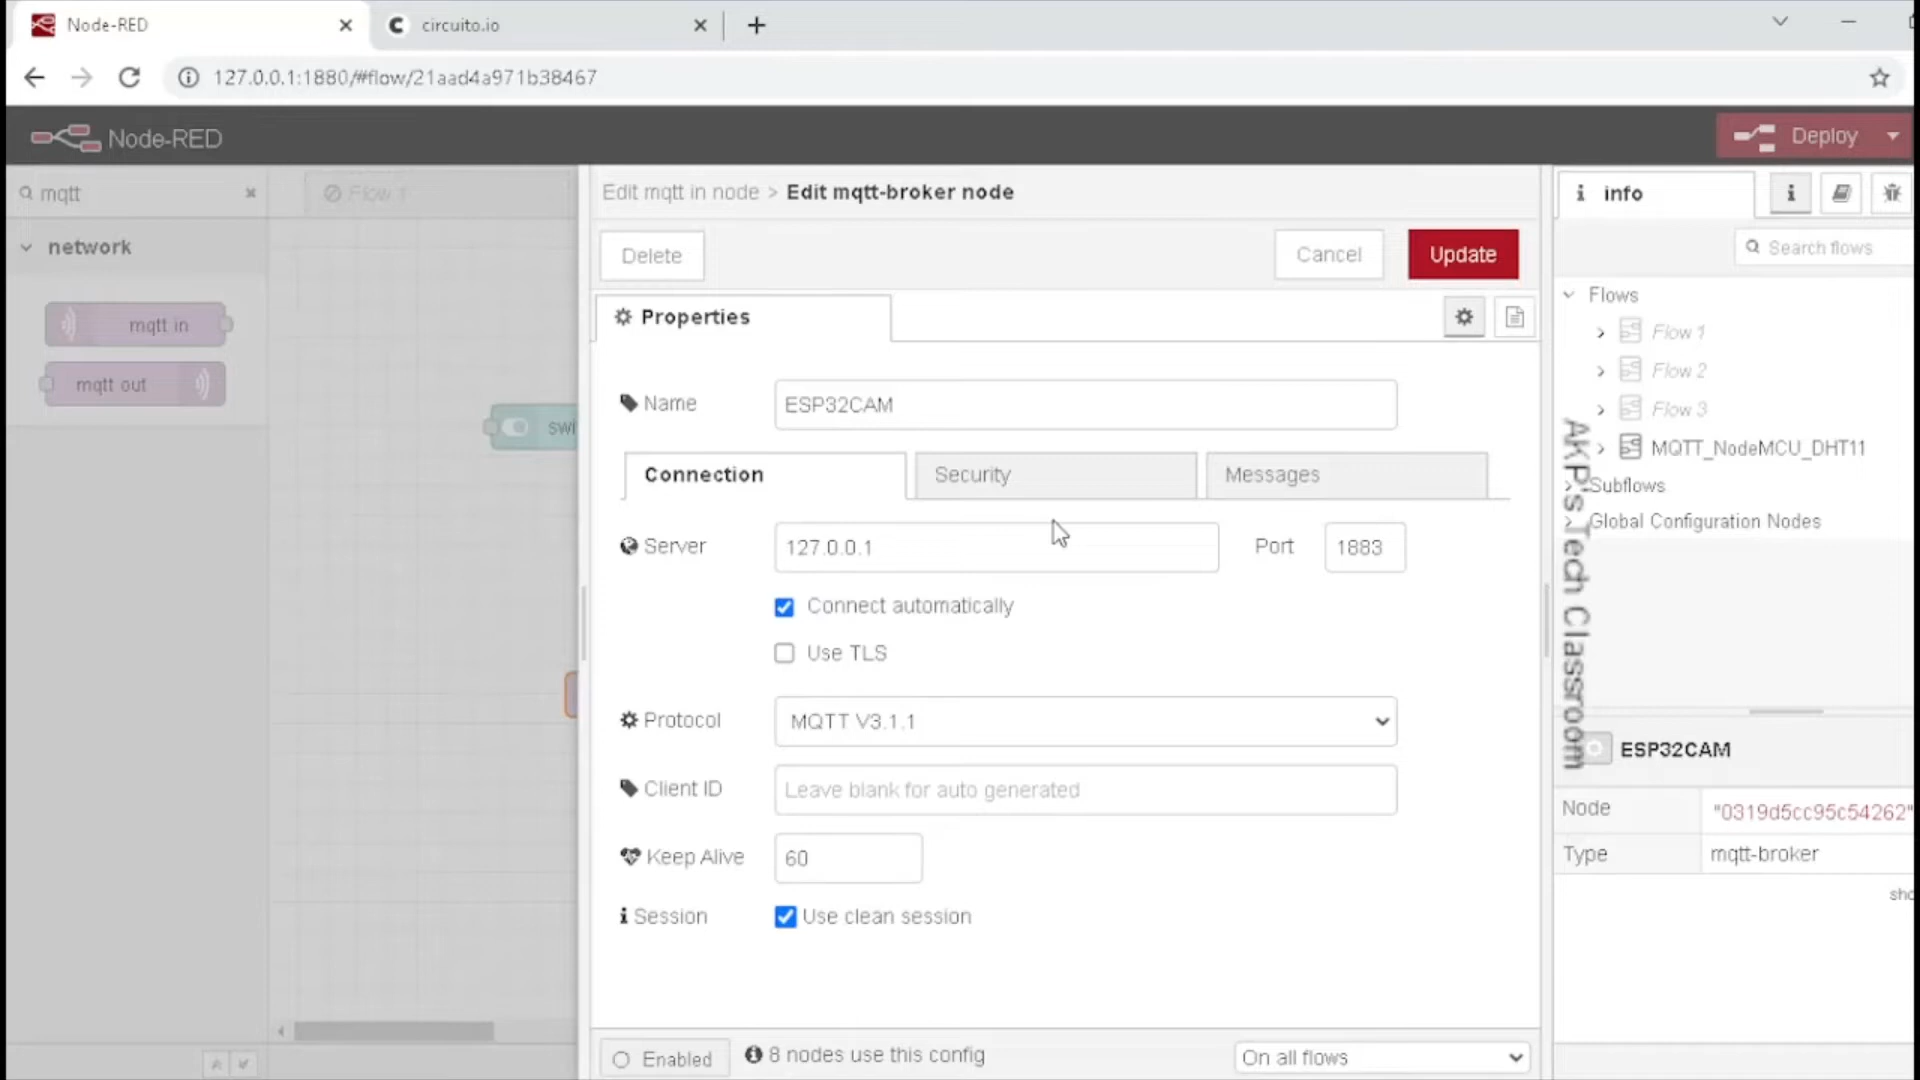 Node-RED
circuito.io
127.0.0.1:1880/#flow/21aad4a971b38467
Node-RED
Deploy
mqtt
Flow 1
Edit mqtt in node > Edit mqtt-broker node
info
network
Delete
Cancel
Update
Search flows
mqtt in
mqtt out
swi
Properties
Flows
Flow 1
Flow 2
Flow 3
MQTT_NodeMCU_DHT11
Subflows
Global Configuration Nodes
Name
ESP32CAM
Connection
Security
Messages
Server
127.0.0.1
Port
1883
Connect automatically
Use TLS
Protocol
MQTT V3.1.1
Client ID
Leave blank for auto generated
Keep Alive
60
Session
Use clean session
AKP's Tech Classroom
ESP32CAM
Node
"0319d5cc95c54262"
Type
mqtt-broker
sho
Enabled
8 nodes use this config
On all flows